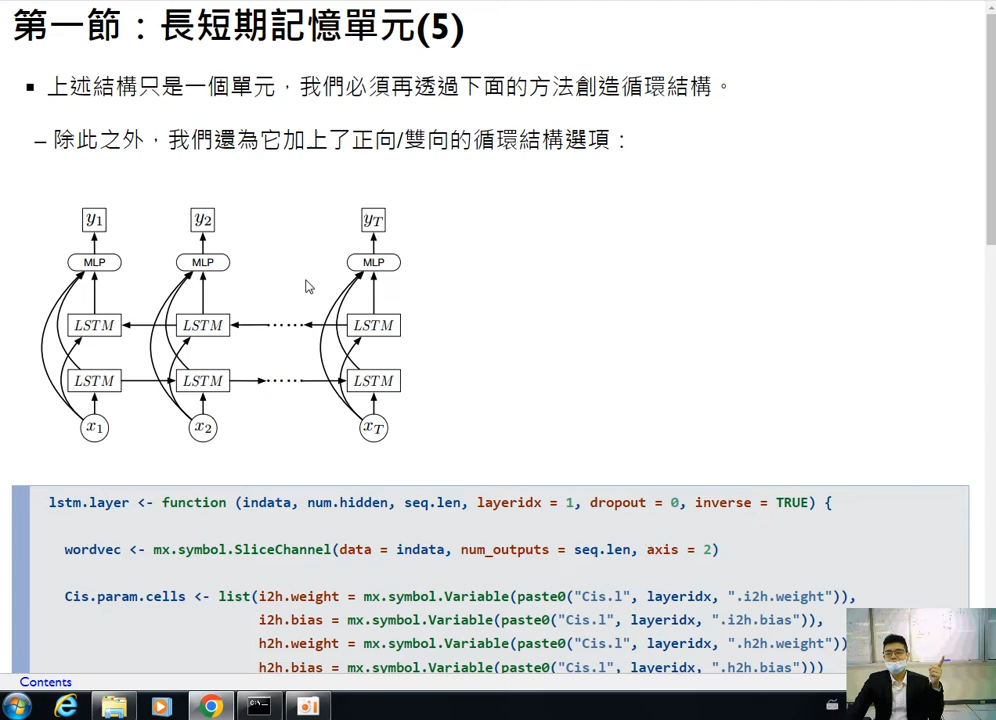 第一節：長短期記憶單元(5)
▪ 上述結構只是一個單元，我們必須再透過下面的方法創造循環結構。
– 除此之外，我們還為它加上了正向/雙向的循環結構選項：
y1 y2 yT
MLP MLP MLP
LSTM LSTM ······ LSTM
LSTM LSTM ······ LSTM
x1 x2 xT
lstm.layer <- function (indata, num.hidden, seq.len, layeridx = 1, dropout = 0, inverse = TRUE) {
wordvec <- mx.symbol.SliceChannel(data = indata, num_outputs = seq.len, axis = 2)
Cis.param.cells <- list(i2h.weight = mx.symbol.Variable(paste0("Cis.l", layeridx, ".i2h.weight")),
i2h.bias = mx.symbol.Variable(paste0("Cis.l", layeridx, ".i2h.bias")),
h2h.weight = mx.symbol.Variable(paste0("Cis.l", layeridx, ".h2h.weight"))
h2h.bias = mx.symbol.Variable(paste0("Cis.l", layeridx, ".h2h.bias")))
Contents